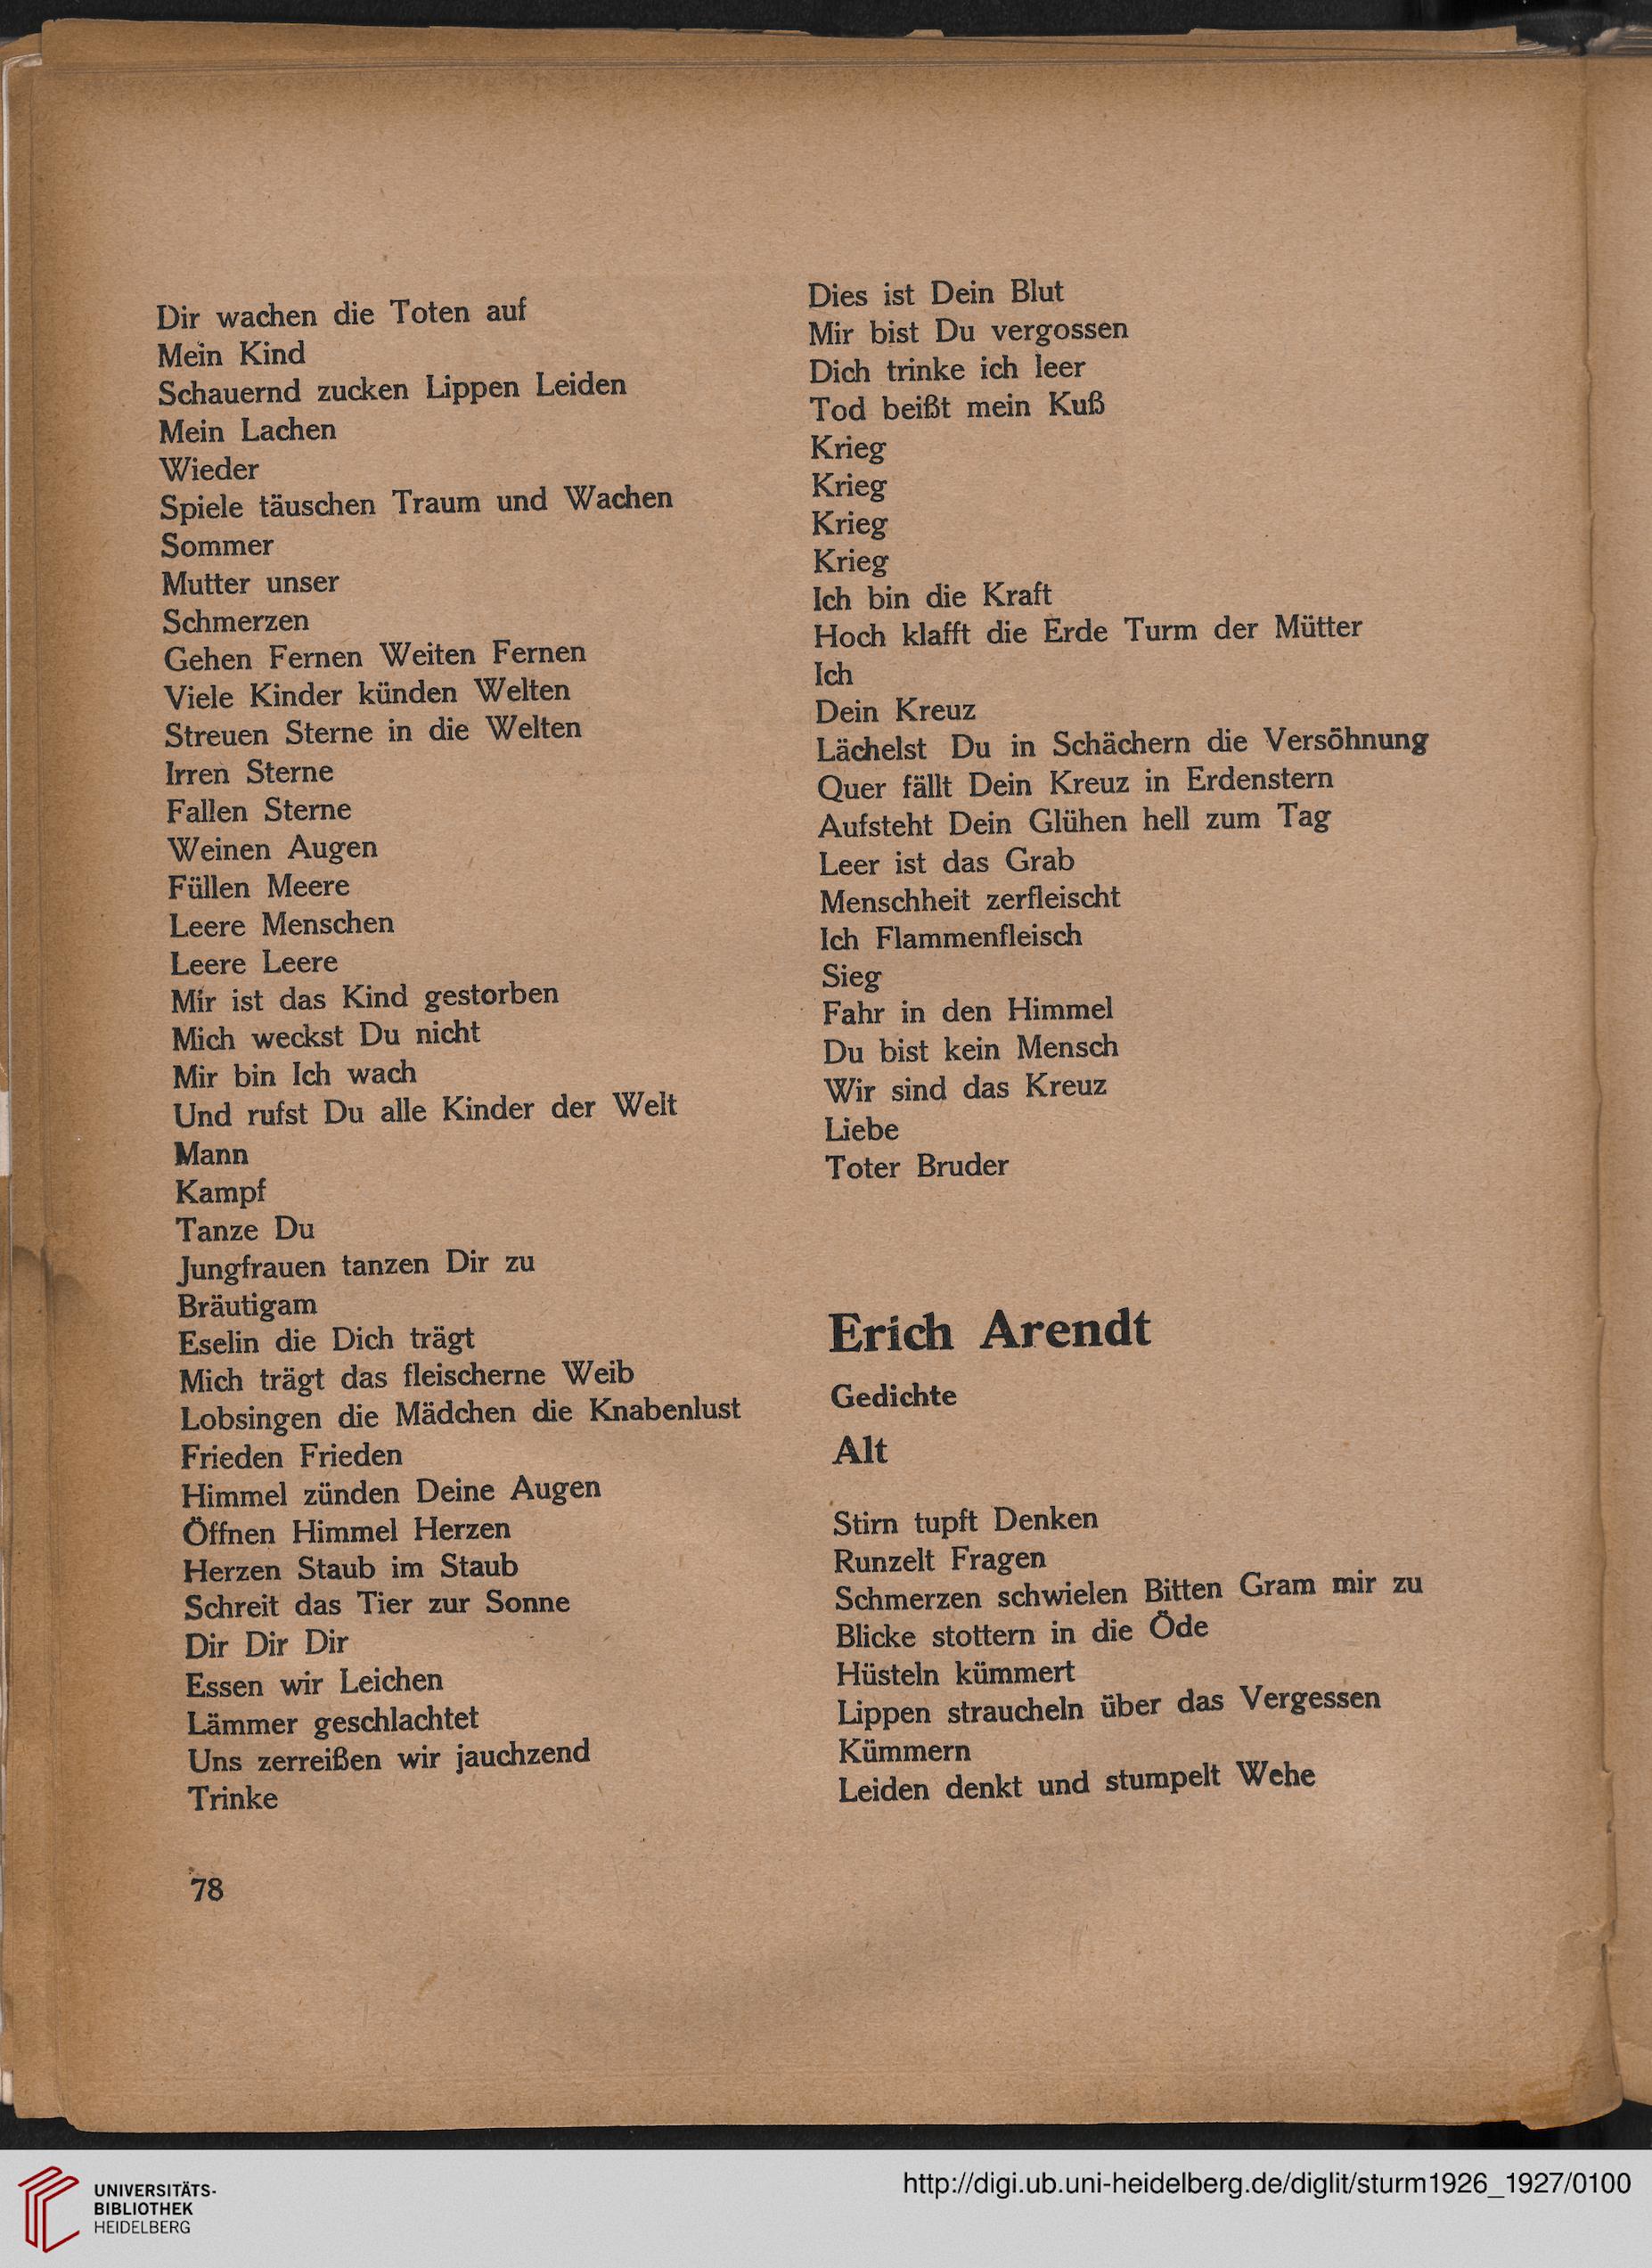 Dir wachen die Toten auf
Mein Kind
Schauernd zucken Lippen Leiden
Mein Lachen
Wieder
Spiele täuschen Traum und Wachen
Sommer
Mutter unser
Schmerzen
Gehen Fernen Weiten Fernen
Viele Kinder künden Welten
Streuen Sterne in die Welten
Irren Sterne
Fallen Sterne
Weinen Augen
Füllen Meere
Leere Menschen
Leere Leere
Mir ist das Kind gestorben
Mich weckst Du nicht
Mir bin Ich wach
Und rufst Du alle Kinder der Welt
Mann
Kampf
Tanze Du
Jungfrauen tanzen Dir zu
Bräutigam
Eselin die Dich trägt
Mich trägt das fleischerne Weib
Lobsingen die Mädchen die Knabenlust
Frieden Frieden
Himmel zünden Deine Augen
Öffnen Himmel Herzen
Herzen Staub im Staub
Schreit das Tier zur Sonne
Dir Dir Dir
Essen wir Leichen
Lämmer geschlachtet
Uns zerreißen wir jauchzend
Trinke
Dies ist Dein Blut
Mir bist Du vergossen
Dich trinke ich leer
Tod beißt mein Kuß
Krieg
Krieg
Krieg
Krieg
Ich bin die Kraft
Hoch klafft die Erde Turm der Mütter
Ich
Dein Kreuz
Lächelst Du in Schächern die Versöhnung
Quer fällt Dein Kreuz in Erdenstern
Aufsteht Dein Glühen hell zum Tag
Leer ist das Grab
Menschheit zerfleischt
Ich Flammenfleisch
Sieg
Fahr in den Himmel
Du bist kein Mensch
Wir sind das Kreuz
Liebe
Toter Bruder
Erich Arendt
Gedichte
Alt
Stirn tupft Denken
Runzelt Fragen
Schmerzen schwielen Bitten Gram mir zu
Blicke stottern in die Öde
Hüsteln kümmert
Lippen straucheln über das Vergessen
Kümmern
Leiden denkt und stumpelt Wehe
78
UNIVERSITÄTS-
BIBLIOTHEK
HEIDELBERG
http://digi.ub.uni-heidelberg.de/diglit/sturm1926_1927/0100